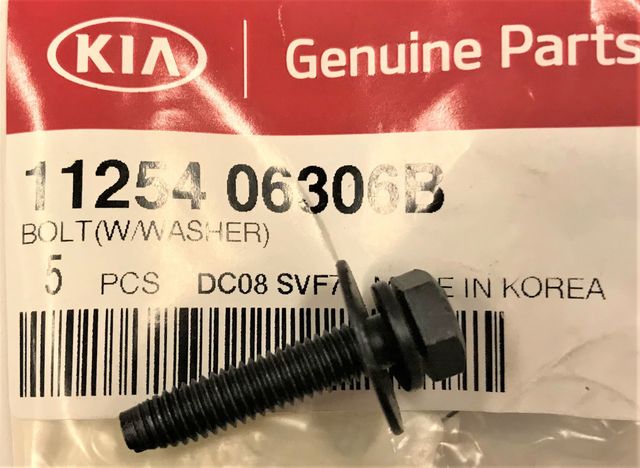 KIA
Genuine Parts
11254 06306B
BOLT(W/WASHER)
5 PCS DC08 SVF7 IN KOREA